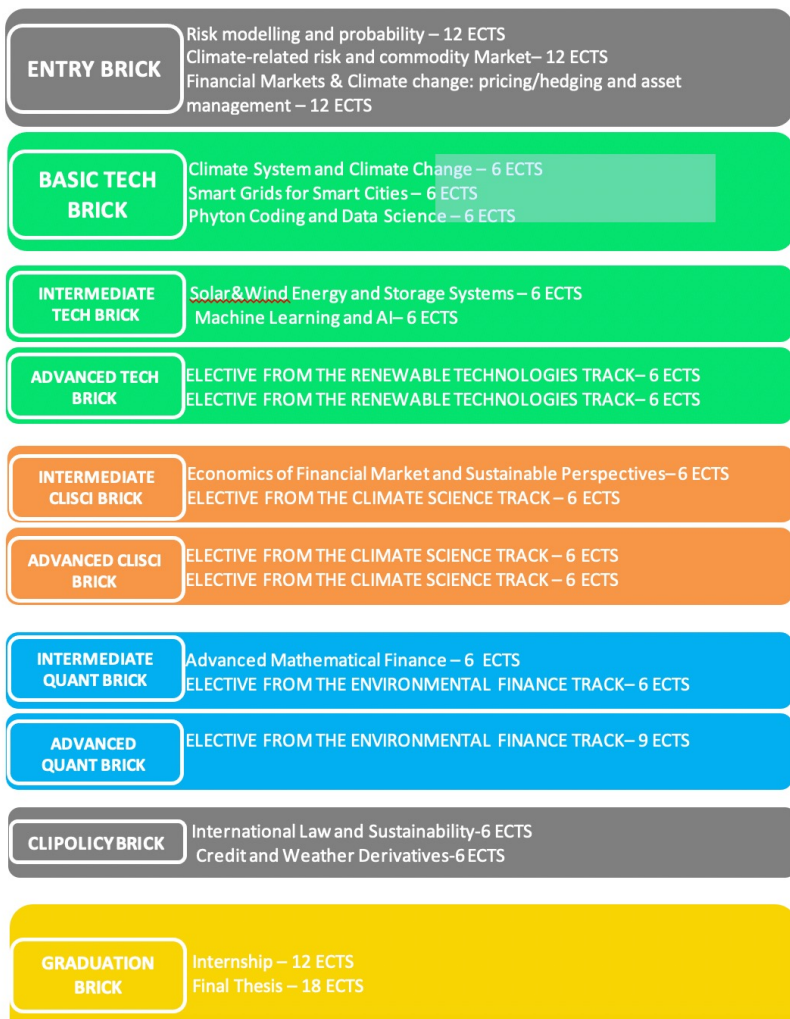 ENTRY BRICK
Risk modelling and probability – 12 ECTS
Climate-related risk and commodity Market– 12 ECTS
Financial Markets & Climate change: pricing/hedging and asset
management – 12 ECTS
BASIC TECH
BRICK
Climate System and Climate Change – 6 ECTS
Smart Grids for Smart Cities – 6 ECTS
Phyton Coding and Data Science – 6 ECTS
INTERMEDIATE
TECH BRICK
Solar&Wind Energy and Storage Systems – 6 ECTS
Machine Learning and AI– 6 ECTS
ADVANCED TECH
BRICK
ELECTIVE FROM THE RENEWABLE TECHNOLOGIES TRACK– 6 ECTS
ELECTIVE FROM THE RENEWABLE TECHNOLOGIES TRACK– 6 ECTS
INTERMEDIATE
CLISCI BRICK
Economics of Financial Market and Sustainable Perspectives– 6 ECTS
ELECTIVE FROM THE CLIMATE SCIENCE TRACK – 6 ECTS
ADVANCED CLISCI
BRICK
ELECTIVE FROM THE CLIMATE SCIENCE TRACK – 6 ECTS
ELECTIVE FROM THE CLIMATE SCIENCE TRACK – 6 ECTS
INTERMEDIATE
QUANT BRICK
Advanced Mathematical Finance – 6 ECTS
ELECTIVE FROM THE ENVIRONMENTAL FINANCE TRACK– 6 ECTS
ADVANCED
QUANT BRICK
ELECTIVE FROM THE ENVIRONMENTAL FINANCE TRACK– 9 ECTS
CLIPOLICY BRICK
International Law and Sustainability-6 ECTS
Credit and Weather Derivatives-6 ECTS
GRADUATION
BRICK
Internship – 12 ECTS
Final Thesis – 18 ECTS